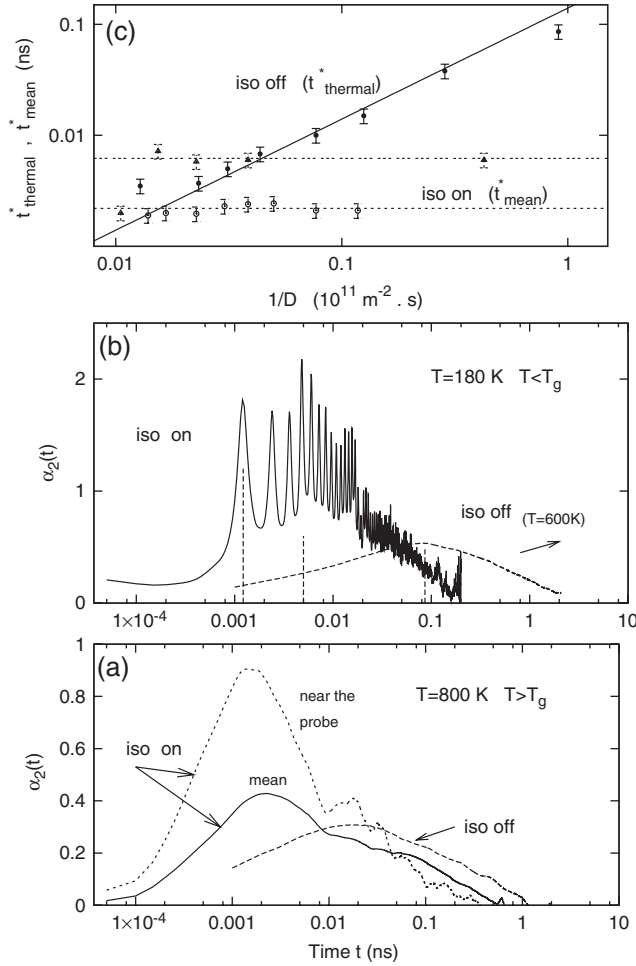 (c)
0.1
0.01
t*thermal , t*mean (ns)
iso off (t*thermal)
iso on (t*mean)
0.01 0.1 1
1/D (10^11 m^-2 . s)
(b)
2
1
0
α2(t)
T=180 K T<Tg
iso on
iso off (T=600K)
1×10^-4 0.001 0.01 0.1 1 10
(a)
1
0.8
0.6
0.4
0.2
0
α2(t)
T=800 K T>Tg
near the
probe
iso on
mean
iso off
1×10^-4 0.001 0.01 0.1 1 10
Time t (ns)